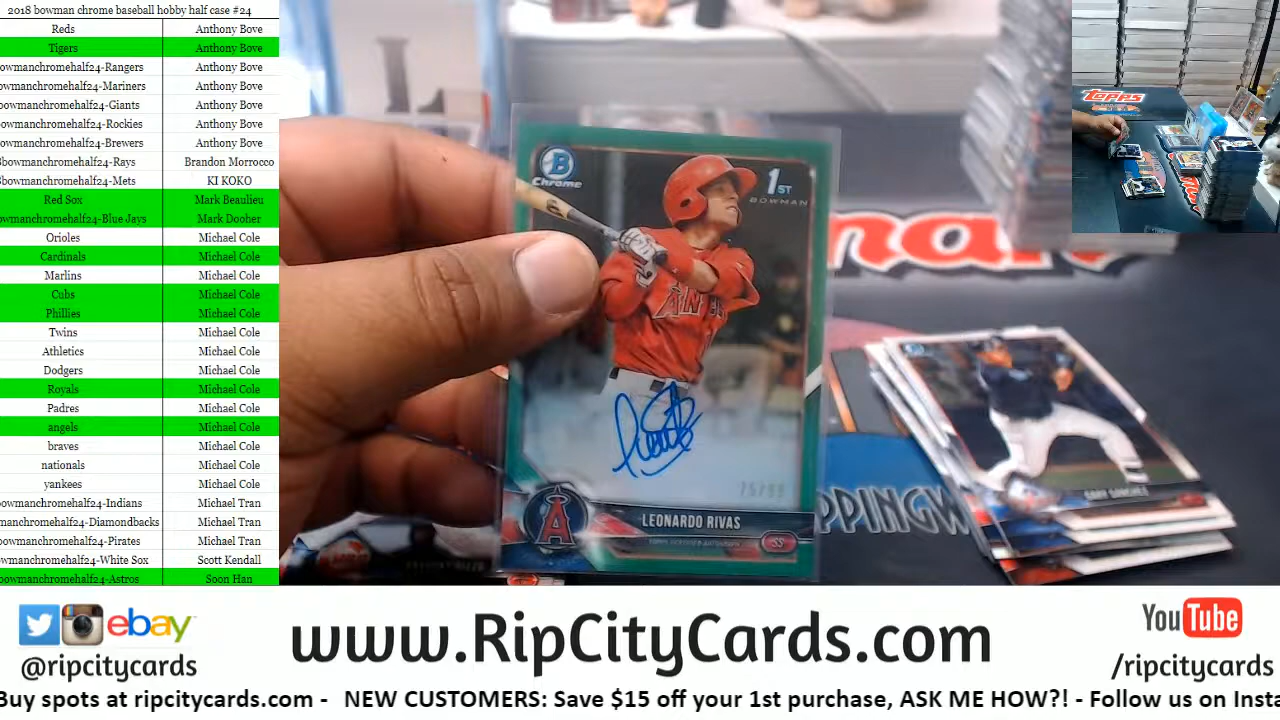 2018 bowman chrome baseball hobby half case #24
Reds Anthony Bove
Tigers Anthony Bove
owmanchromehalf24-Rangers Anthony Bove
owmanchromehalf24-Mariners Anthony Bove
bowmanchromehalf24-Giants Anthony Bove
owmanchromehalf24-Rockies Anthony Bove
owmanchromehalf24-Brewers Anthony Bove
bowmanchromehalf24-Rays Brandon Morrocco
bowmanchromehalf24-Mets KI KOKO
Red Sox Mark Beaulieu
owmanchromehalf24-Blue Jays Mark Dooher
Orioles Michael Cole
Cardinals Michael Cole
Marlins Michael Cole
Cubs Michael Cole
Phillies Michael Cole
Twins Michael Cole
Athletics Michael Cole
Dodgers Michael Cole
Royals Michael Cole
Padres Michael Cole
angels Michael Cole
braves Michael Cole
nationals Michael Cole
yankees Michael Cole
owmanchromehalf24-Indians Michael Tran
manchromehalf24-Diamondbacks Michael Tran
owmanchromehalf24-Pirates Michael Tran
wmanchromehalf24-White Sox Scott Kendall
bowmanchromehalf24-Astros Soon Han
B
Chrome
1ST
BOWMAN
LEONARDO RIVAS
SS
A
PPINGW
GARY SANCHEZ
Topps
ebay
@ripcitycards
www.RipCityCards.com
YouTube
/ripcitycards
Buy spots at ripcitycards.com - NEW CUSTOMERS: Save $15 off your 1st purchase, ASK ME HOW?! - Follow us on Insta